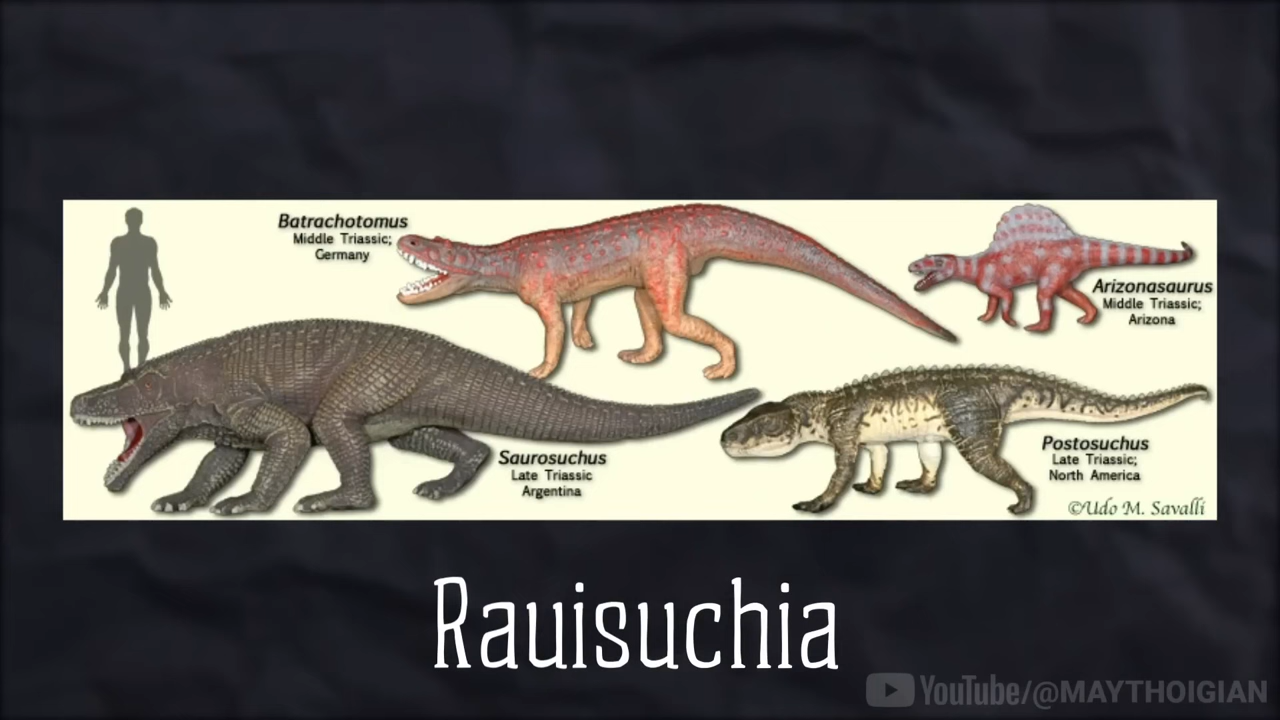 Batrachotomus
Middle Triassic;
Germany
Arizonasaurus
Middle Triassic;
Arizona
Saurosuchus
Late Triassic
Argentina
Postosuchus
Late Triassic;
North America
©Udo M. Savalli
Rauisuchia
YouTube/@MAYTHOIGIAN